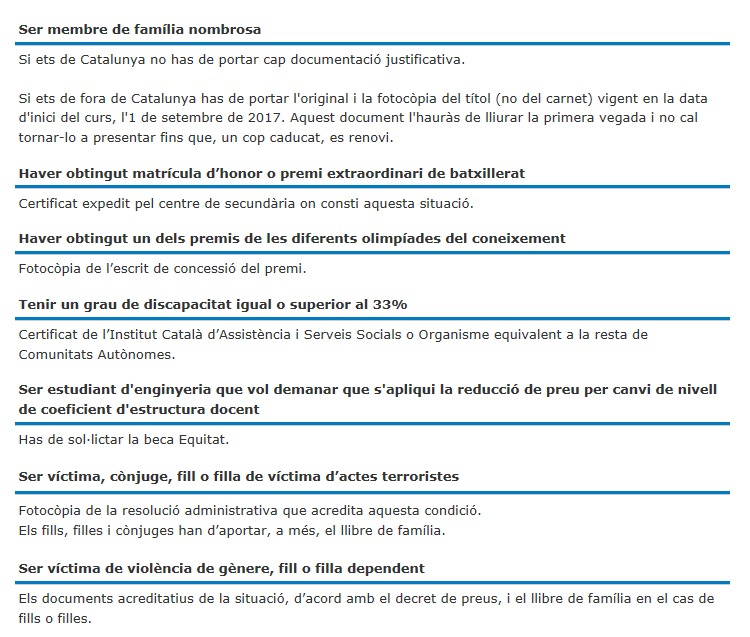 Ser membre de família nombrosa
Si ets de Catalunya no has de portar cap documentació justificativa.
Si ets de fora de Catalunya has de portar l'original i la fotocòpia del títol (no del carnet) vigent en la data
d'inici del curs, l'1 de setembre de 2017. Aquest document l'hauràs de lliurar la primera vegada i no cal
tornar-lo a presentar fins que, un cop caducat, es renovi.
Haver obtingut matrícula d’honor o premi extraordinari de batxillerat
Certificat expedit pel centre de secundària on consti aquesta situació.
Haver obtingut un dels premis de les diferents olimpíades del coneixement
Fotocòpia de l’escrit de concessió del premi.
Tenir un grau de discapacitat igual o superior al 33%
Certificat de l’Institut Català d’Assistència i Serveis Socials o Organisme equivalent a la resta de
Comunitats Autònomes.
Ser estudiant d'enginyeria que vol demanar que s'apliqui la reducció de preu per canvi de nivell
de coeficient d'estructura docent
Has de sol·lictar la beca Equitat.
Ser víctima, cònjuge, fill o filla de víctima d’actes terroristes
Fotocòpia de la resolució administrativa que acredita aquesta condició.
Els fills, filles i cònjuges han d’aportar, a més, el llibre de família.
Ser víctima de violència de gènere, fill o filla dependent
Els documents acreditatius de la situació, d’acord amb el decret de preus, i el llibre de família en el cas de
fills o filles.